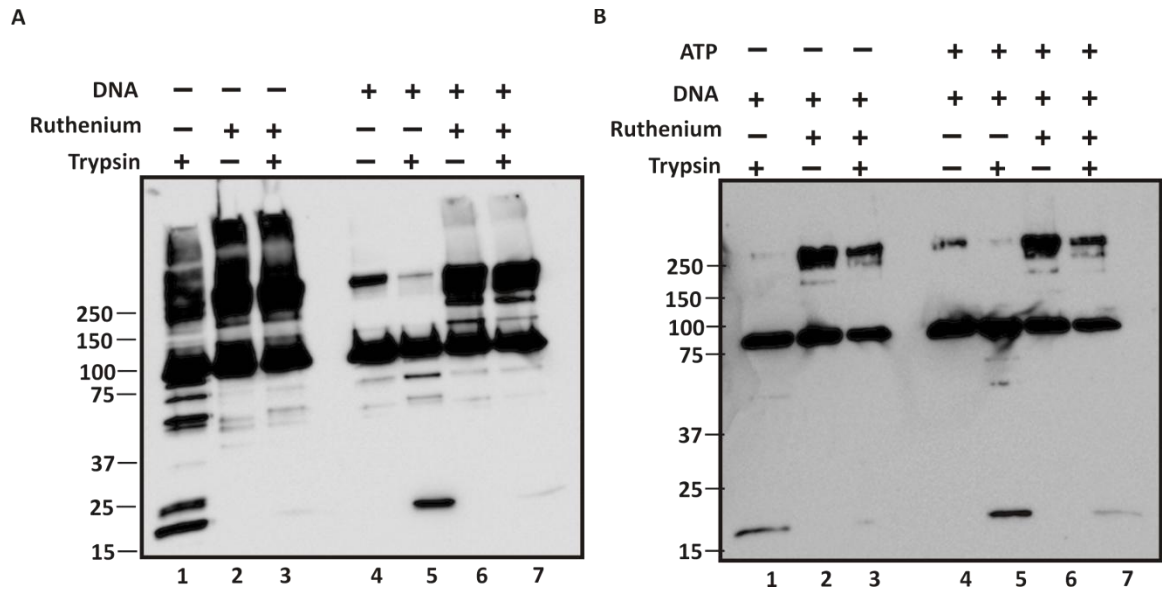 A
DNA − − − + + + +
Ruthenium − + + − − + +
Trypsin + − + − + − +
250
150
100
75
37
25
15
1 2 3 4 5 6 7
B
ATP − − − + + + +
DNA + + + + + + +
Ruthenium − + + − − + +
Trypsin + − + − + − +
250
150
100
75
37
25
15
1 2 3 4 5 6 7